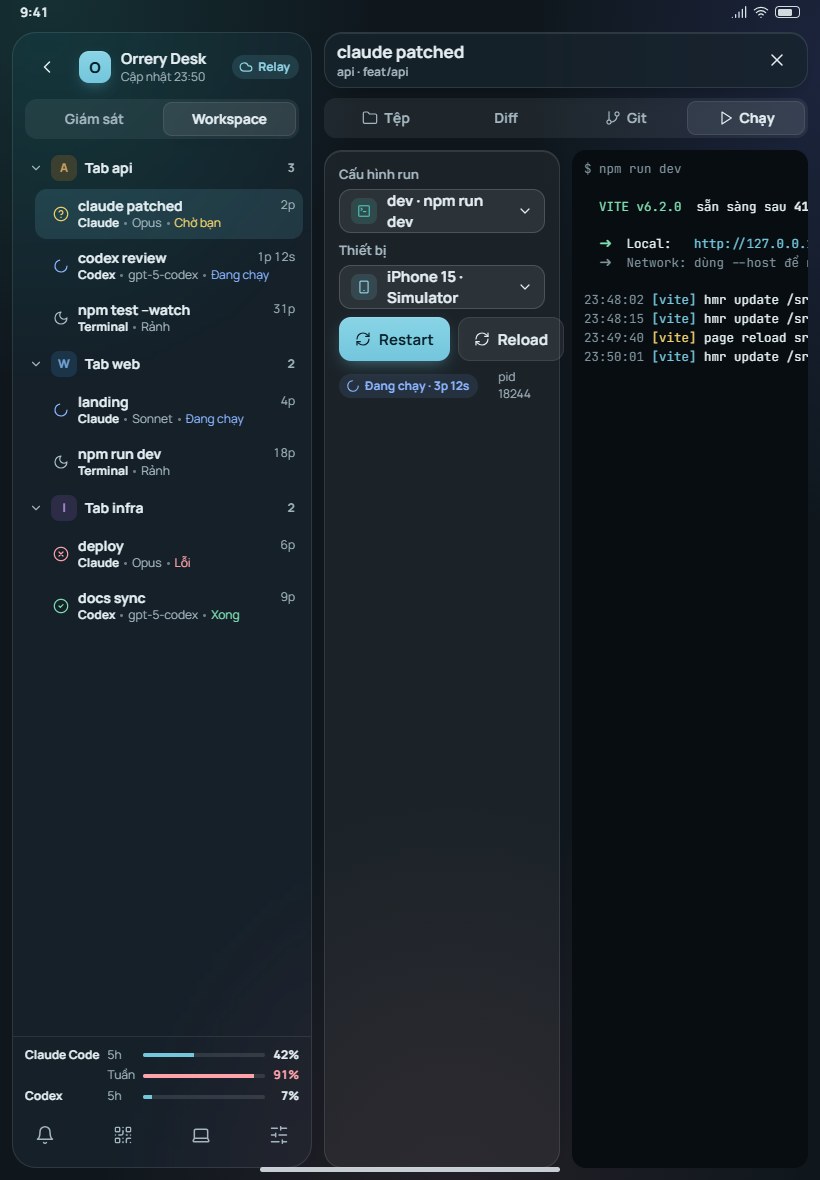 9:41
Orrery Desk
Cập nhật 23:50
Relay
Giám sát
Workspace
A Tab api 3
claude patched 2p
Claude • Opus • Chờ bạn
codex review 1p 12s
Codex • gpt-5-codex • Đang chạy
npm test –watch 31p
Terminal • Rảnh
W Tab web 2
landing 4p
Claude • Sonnet • Đang chạy
npm run dev 18p
Terminal • Rảnh
I Tab infra 2
deploy 6p
Claude • Opus • Lỗi
docs sync 9p
Codex • gpt-5-codex • Xong
Claude Code 5h 42%
Tuần 91%
Codex 5h 7%
claude patched
api · feat/api
Tệp
Diff
Git
Chạy
Cấu hình run
dev · npm run
dev
Thiết bị
iPhone 15 ·
Simulator
Restart
Reload
Đang chạy · 3p 12s
pid
18244
$ npm run dev
VITE v6.2.0 sẵn sàng sau 41
➜ Local: http://127.0.0.
➜ Network: dùng --host để
23:48:02 [vite] hmr update /sr
23:48:15 [vite] hmr update /sr
23:49:40 [vite] page reload sr
23:50:01 [vite] hmr update /sr
O